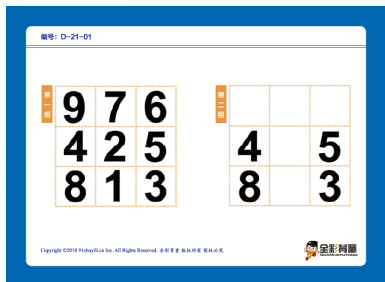 编号: D-21-01
第一组
9 7 6
4 2 5
8 1 3
第二组
4 5
8 3
Copyright ©2018 91zhuyili.co Inc. All Rights Reserved. 全彩育童 版权所有 侵权必究
全彩育童
QUANCAIYUTONG